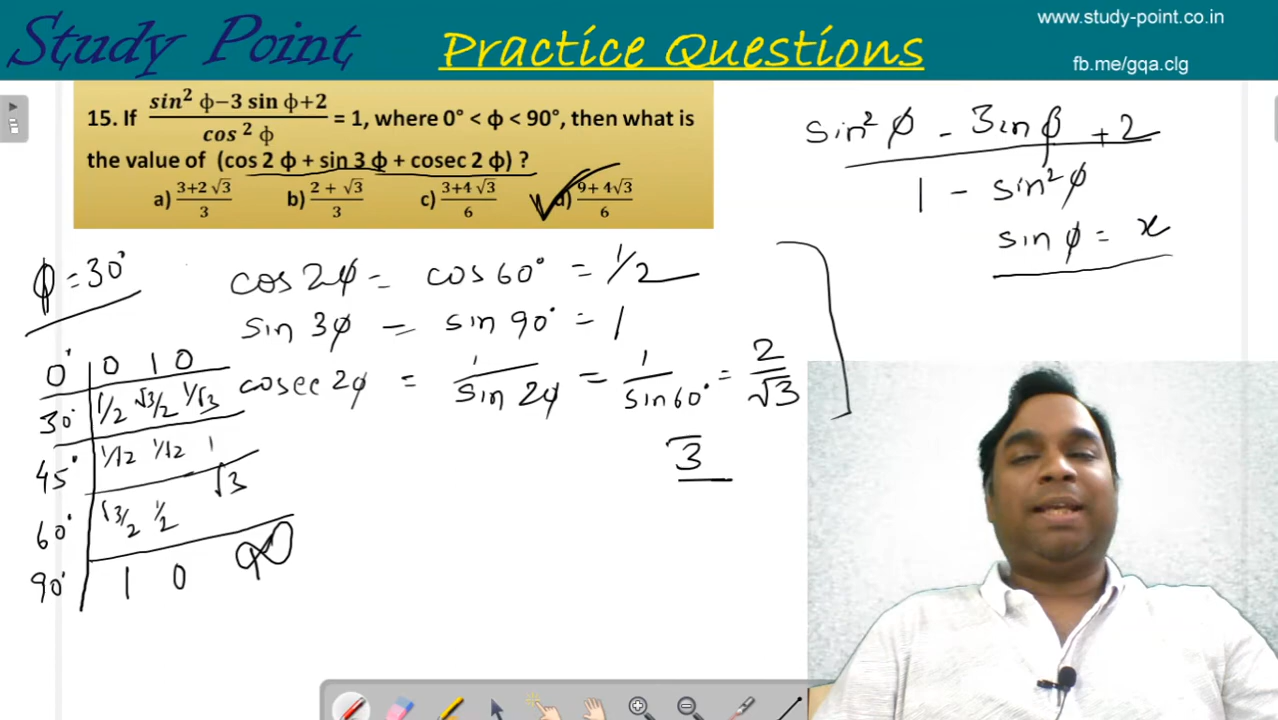 Study Point
Practice Questions
www.study-point.co.in
fb.me/gqa.clg
15. If (sin² ϕ−3 sin ϕ+2)/(cos² ϕ) = 1, where 0° < ϕ < 90°, then what is
the value of (cos 2 ϕ + sin 3 ϕ + cosec 2 ϕ) ?
a) (3+2 √3)/3 b) (2 + √3)/3 c) (3+4 √3)/6 d) (9+ 4√3)/6
sin² ϕ - 3sin ϕ + 2
1 - sin² ϕ
sin ϕ = x
ϕ = 30°
cos 2ϕ = cos 60° = 1/2
sin 3ϕ = sin 90° = 1
cosec 2ϕ = 1/sin 2ϕ = 1/sin 60° = 2/√3
3
0° 0 1 0
30° 1/2 √3/2 1/√3
45° 1/√2 1/√2 1
60° √3/2 1/2 √3
90° 1 0 ∞